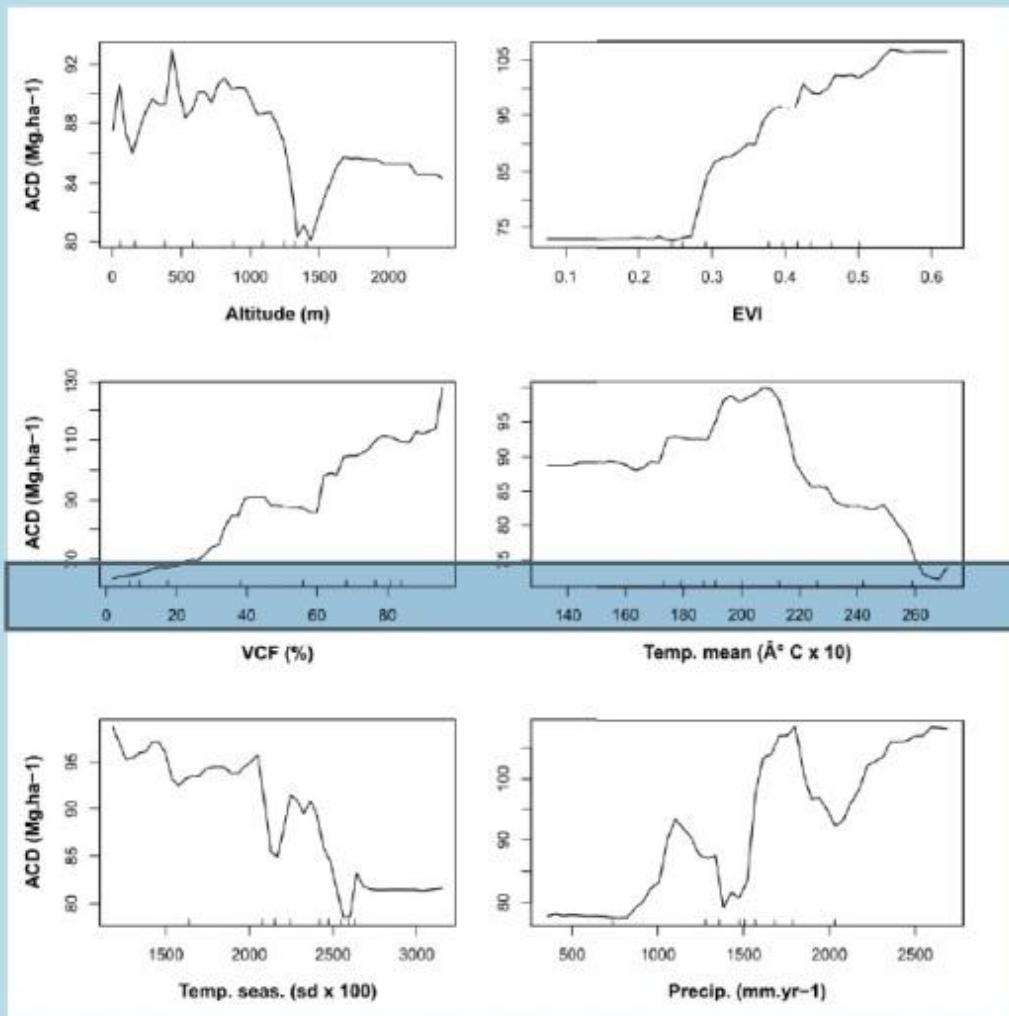 ACD (Mg.ha−1)
80 84 88 92
0 500 1000 1500 2000
Altitude (m)
75 85 95 105
0.1 0.2 0.3 0.4 0.5 0.6
EVI
ACD (Mg.ha−1)
70 90 110 130
0 20 40 60 80
VCF (%)
75 80 85 90 95
140 160 180 200 220 240 260
Temp. mean (Â° C x 10)
ACD (Mg.ha−1)
80 85 90 95
1500 2000 2500 3000
Temp. seas. (sd x 100)
80 90 100
500 1000 1500 2000 2500
Precip. (mm.yr−1)